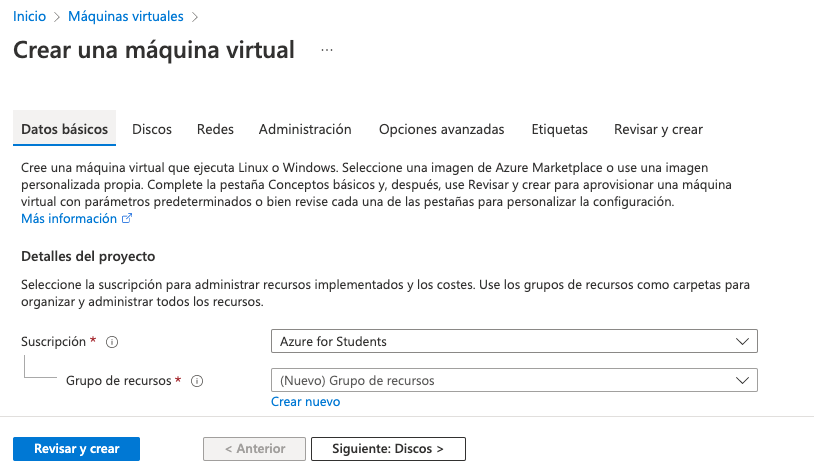 Inicio > Máquinas virtuales >
Crear una máquina virtual ...
Datos básicos Discos Redes Administración Opciones avanzadas Etiquetas Revisar y crear
Cree una máquina virtual que ejecuta Linux o Windows. Seleccione una imagen de Azure Marketplace o use una imagen
personalizada propia. Complete la pestaña Conceptos básicos y, después, use Revisar y crear para aprovisionar una máquina
virtual con parámetros predeterminados o bien revise cada una de las pestañas para personalizar la configuración.
Más información
Detalles del proyecto
Seleccione la suscripción para administrar recursos implementados y los costes. Use los grupos de recursos como carpetas para
organizar y administrar todos los recursos.
Suscripción * Azure for Students
Grupo de recursos * (Nuevo) Grupo de recursos
Crear nuevo
Revisar y crear < Anterior Siguiente: Discos >